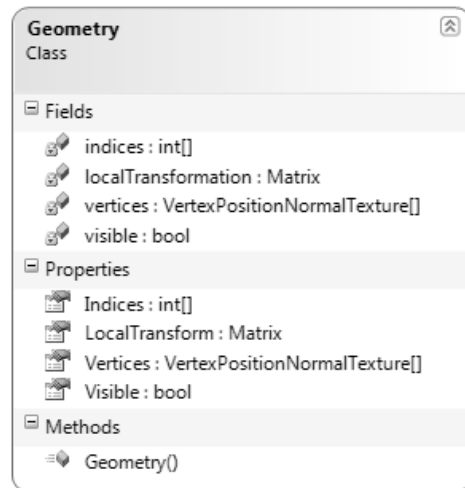 Geometry
Class
Fields
indices : int[]
localTransformation : Matrix
vertices : VertexPositionNormalTexture[]
visible : bool
Properties
Indices : int[]
LocalTransform : Matrix
Vertices : VertexPositionNormalTexture[]
Visible : bool
Methods
Geometry()